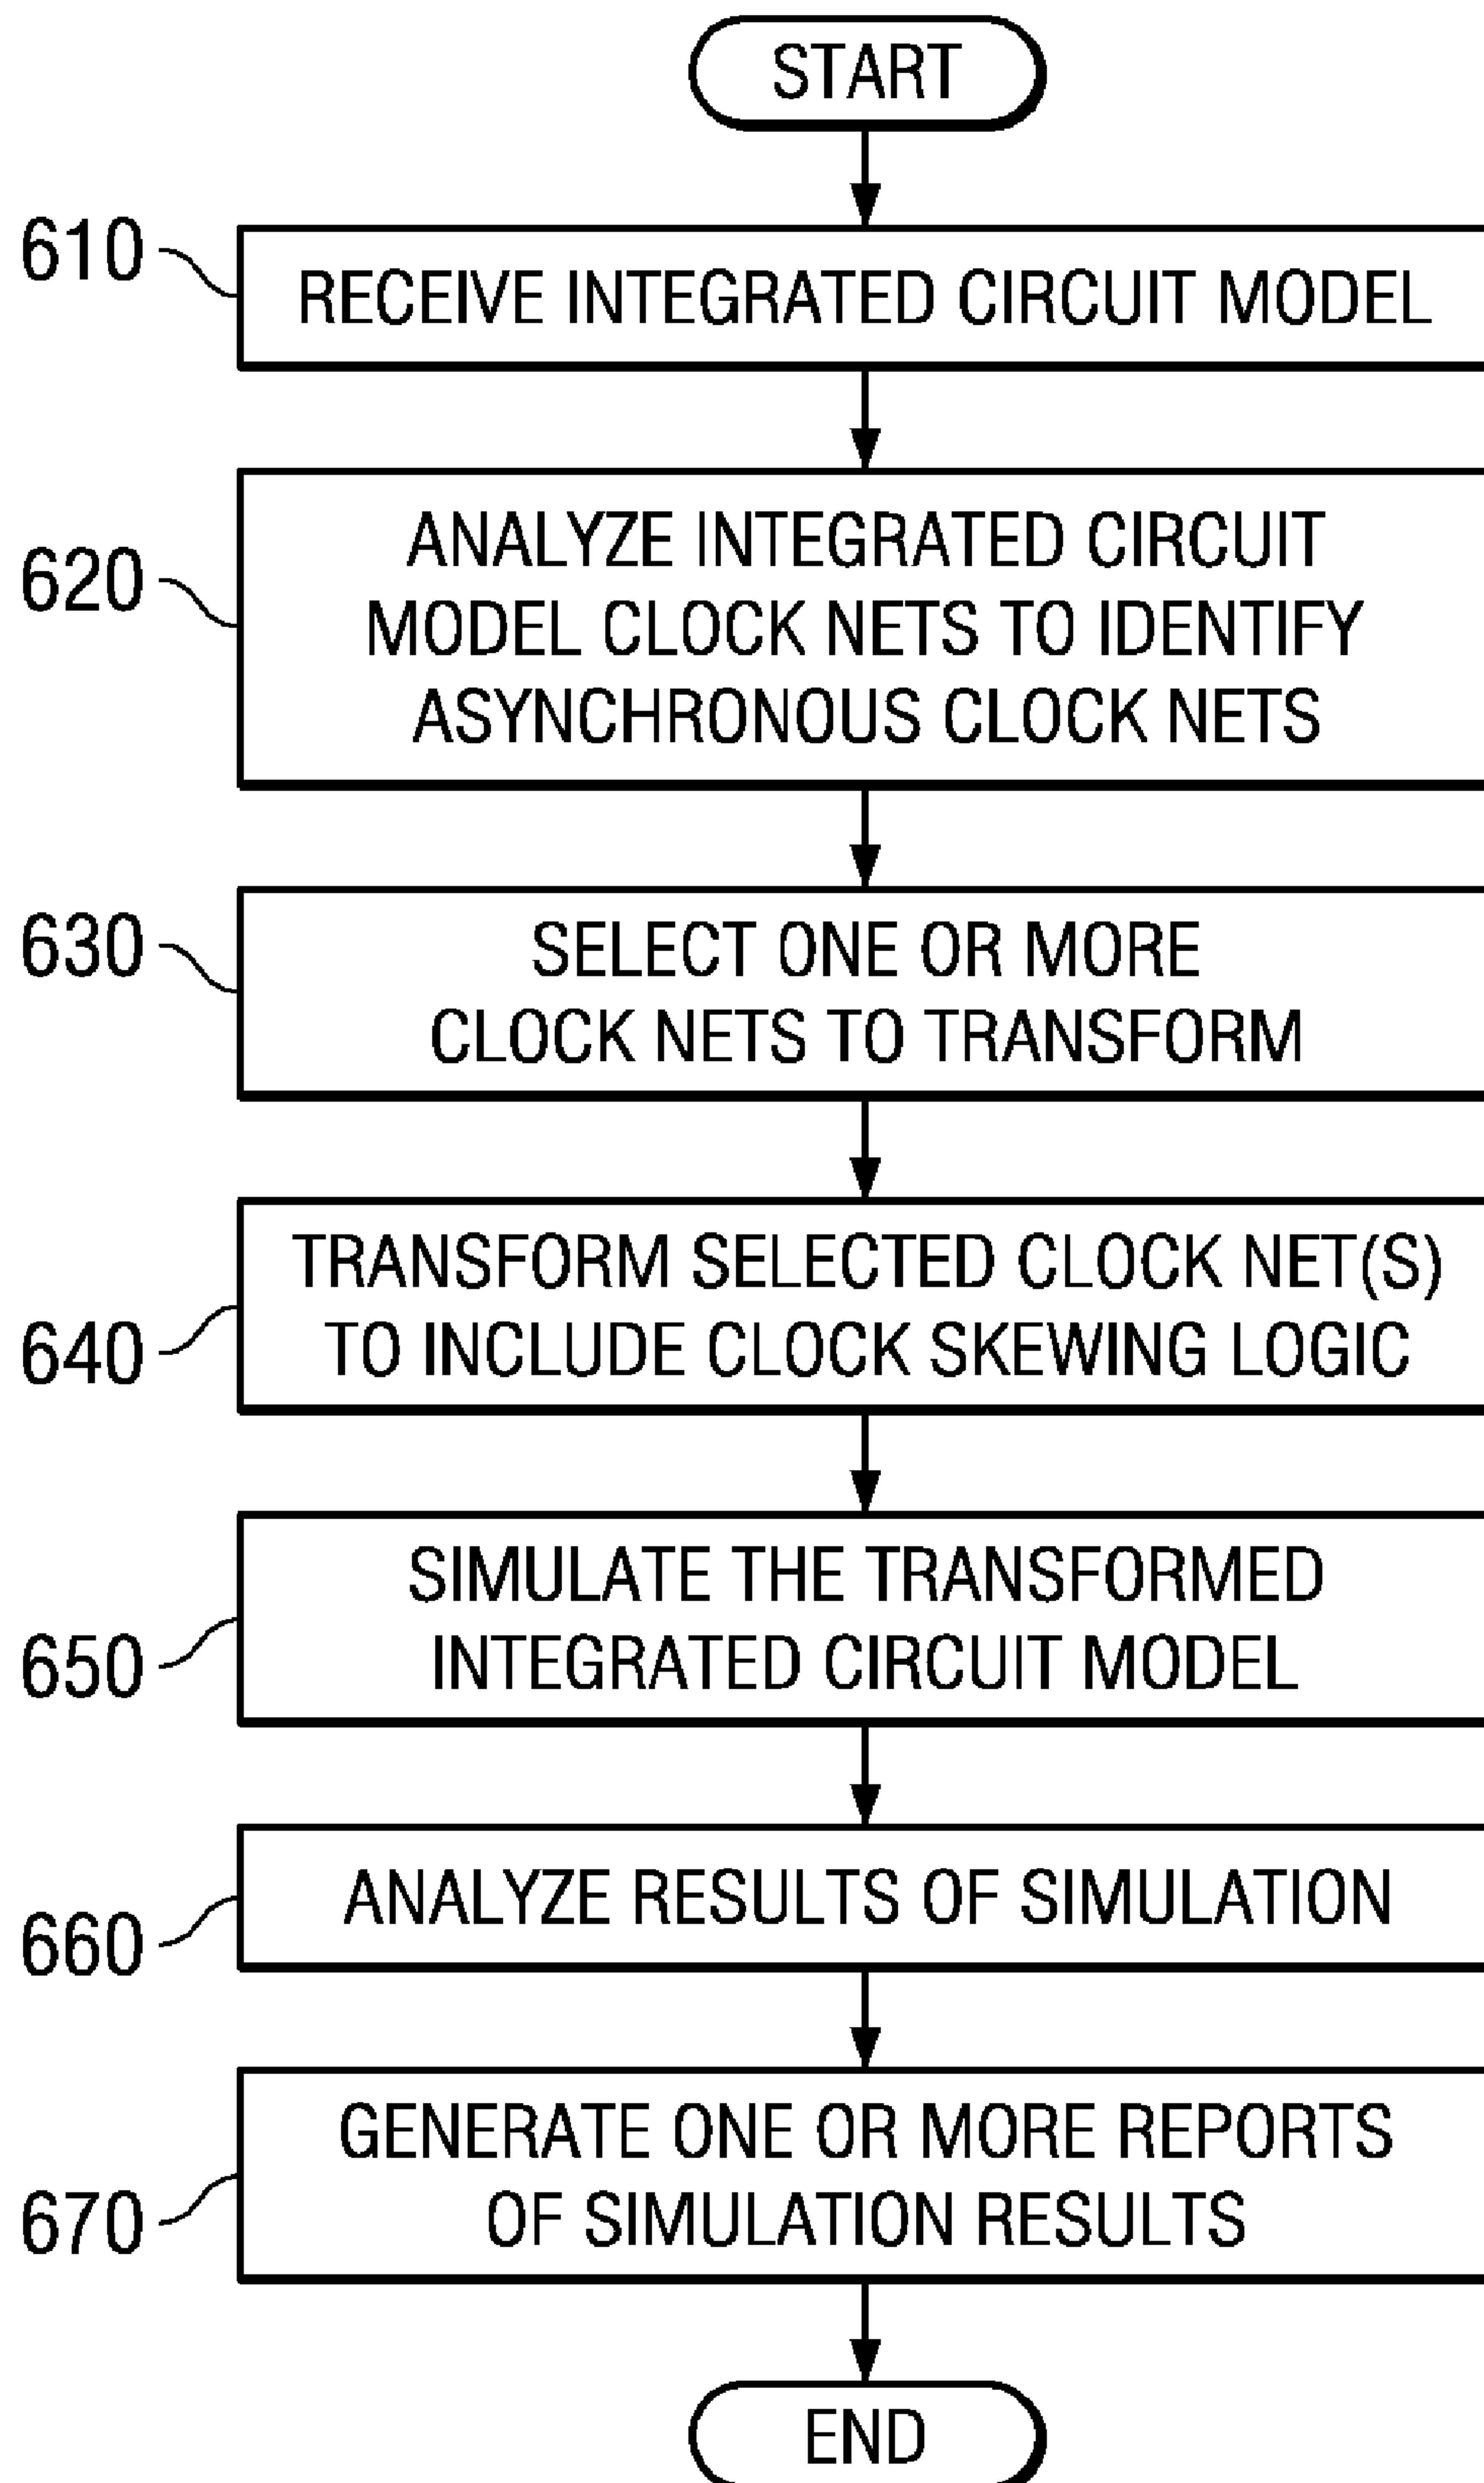 START
610
RECEIVE INTEGRATED CIRCUIT MODEL
620
ANALYZE INTEGRATED CIRCUIT
MODEL CLOCK NETS TO IDENTIFY
ASYNCHRONOUS CLOCK NETS
630
SELECT ONE OR MORE
CLOCK NETS TO TRANSFORM
640
TRANSFORM SELECTED CLOCK NET(S)
TO INCLUDE CLOCK SKEWING LOGIC
650
SIMULATE THE TRANSFORMED
INTEGRATED CIRCUIT MODEL
660
ANALYZE RESULTS OF SIMULATION
670
GENERATE ONE OR MORE REPORTS
OF SIMULATION RESULTS
END